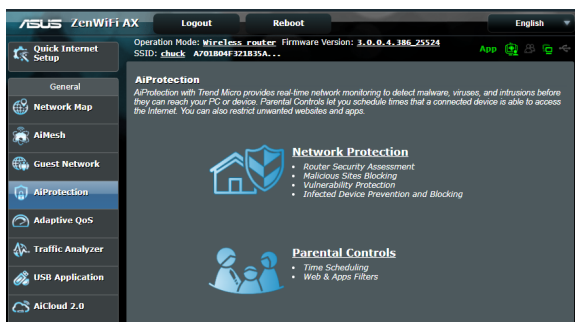 ASUS ZenWiFi AX Logout Reboot English
Quick Internet Setup
Operation Mode: Wireless router Firmware Version: 3.0.0.4.386_25524
SSID: chuck A701B04F321B35A...
App
General
Network Map
AiMesh
Guest Network
AiProtection
Adaptive QoS
Traffic Analyzer
USB Application
AiCloud 2.0
AiProtection
AiProtection with Trend Micro provides real-time network monitoring to detect malware, viruses, and intrusions before
they can reach your PC or device. Parental Controls let you schedule times that a connected device is able to access
the Internet. You can also restrict unwanted websites and apps.
Network Protection
• Router Security Assessment
• Malicious Sites Blocking
• Vulnerability Protection
• Infected Device Prevention and Blocking
Parental Controls
• Time Scheduling
• Web & Apps Filters